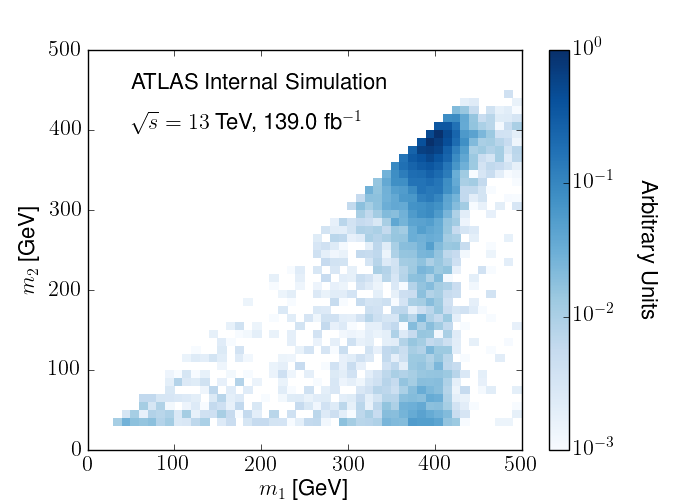 ATLAS Internal Simulation
√s = 13 TeV, 139.0 fb⁻¹
500
400
300
200
100
0
m₂ [GeV]
0 100 200 300 400 500
m₁ [GeV]
10⁰
10⁻¹
10⁻²
10⁻³
Arbitrary Units